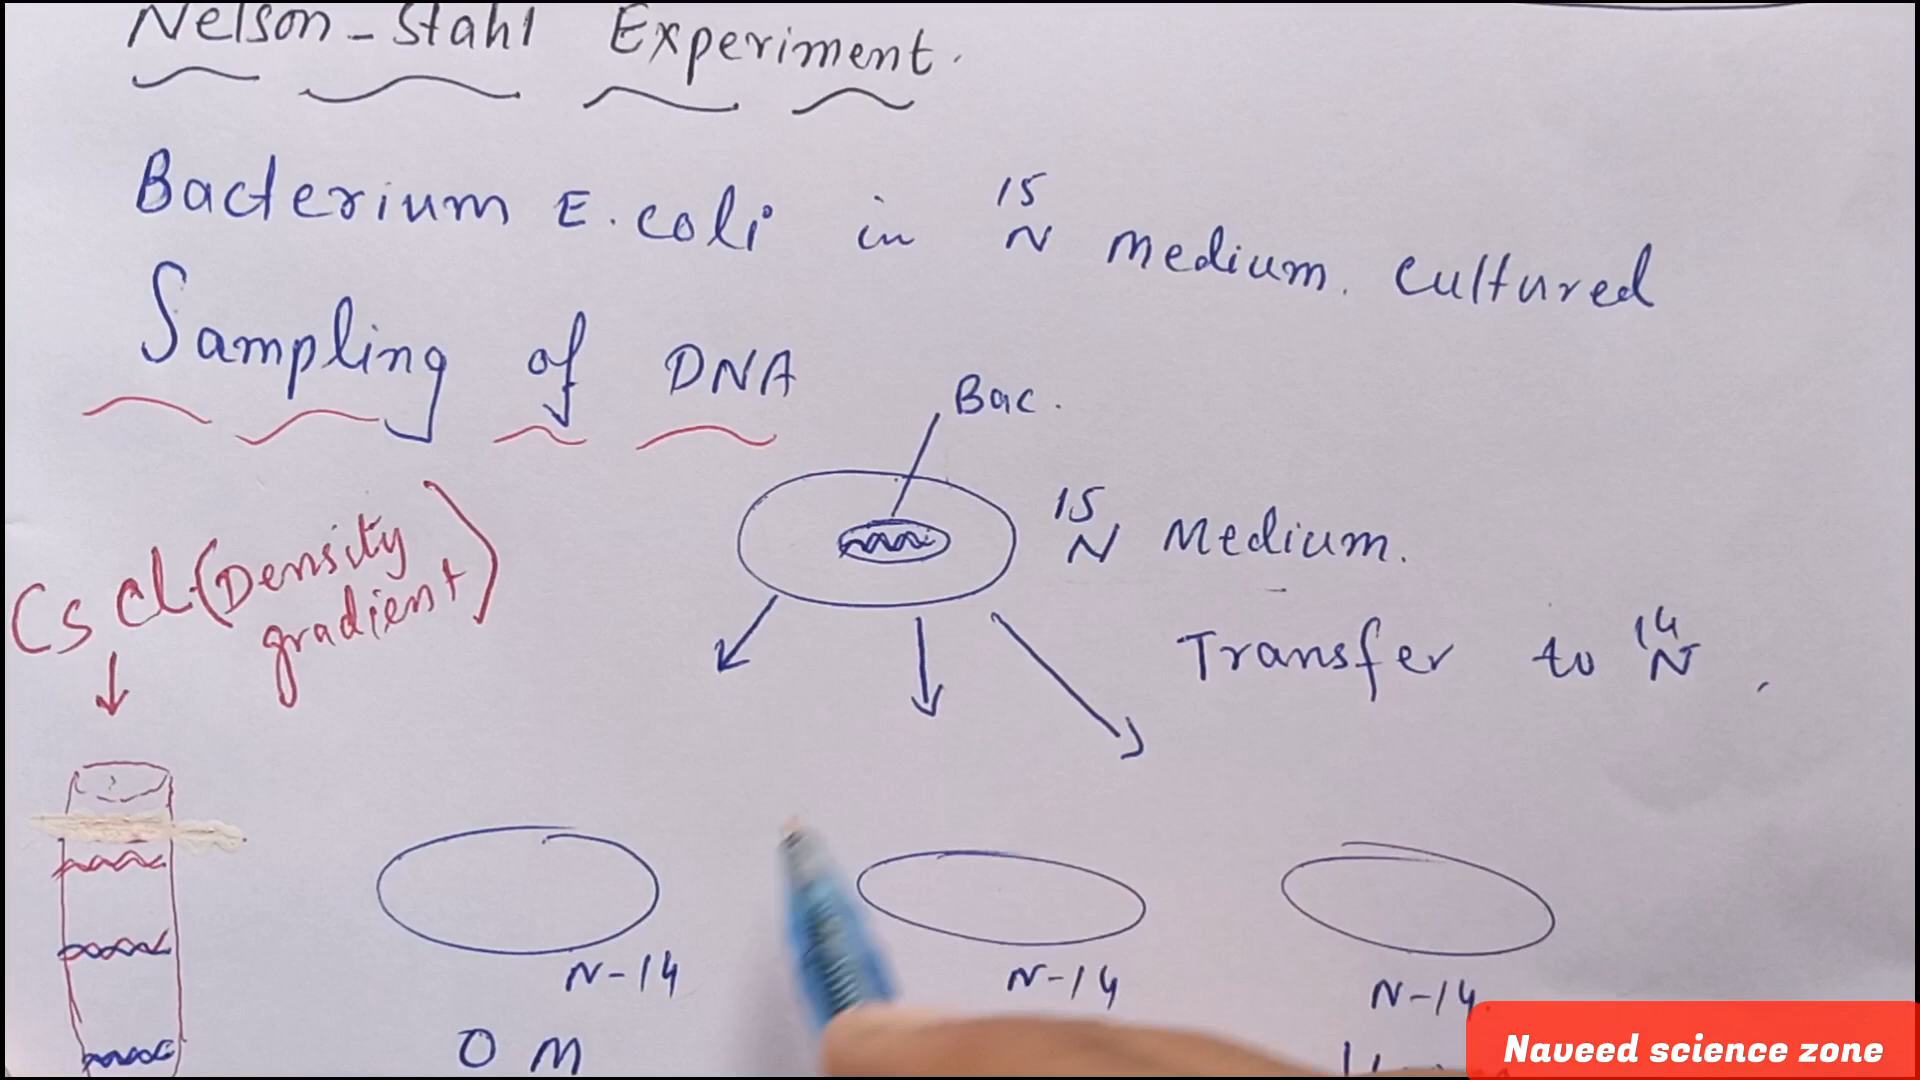 Nelson-Stahl Experiment.
Bacterium E.coli in 15N medium. cultured
Sampling of DNA
Bac.
15N Medium.
CsCl (Density gradient)
Transfer to 14N
N-14
N-14
N-14
0 M
Naveed science zone